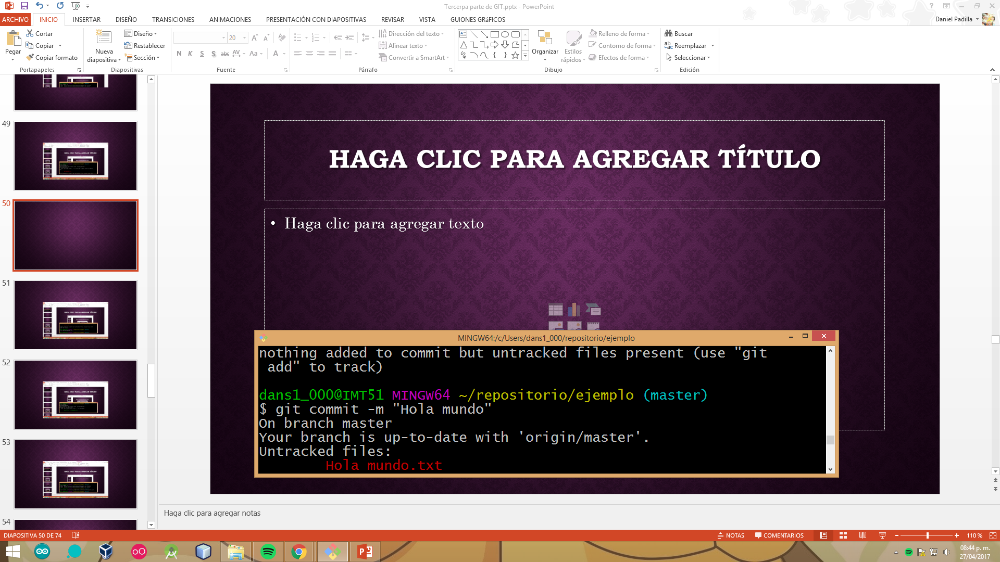 Tercerpa parte de GIT.pptx - PowerPoint
ARCHIVO INICIO INSERTAR DISEÑO TRANSICIONES ANIMACIONES PRESENTACIÓN CON DIAPOSITIVAS REVISAR VISTA GUIONES GRáFICOS
Daniel Padilla
Pegar
Cortar
Copiar
Copiar formato
Portapapeles
Nueva
diapositiva
Diseño
Restablecer
Sección
Diapositivas
20
N K S S abc AV Aa A
Fuente
Dirección del texto
Alinear texto
Convertir a SmartArt
Párrafo
Organizar
Estilos
rápidos
Relleno de forma
Contorno de forma
Efectos de forma
Dibujo
Buscar
Reemplazar
Seleccionar
Edición
49
50
51
52
53
54
HAGA CLIC PARA AGREGAR TÍTULO
• Haga clic para agregar texto
MINGW64:/c/Users/dans1_000/repositorio/ejemplo
nothing added to commit but untracked files present (use "git
add" to track)
dans1_000@IMT51 MINGW64 ~/repositorio/ejemplo (master)
$ git commit -m "Hola mundo"
On branch master
Your branch is up-to-date with 'origin/master'.
Untracked files:
Hola mundo.txt
Haga clic para agregar notas
DIAPOSITIVA 50 DE 74
NOTAS COMENTARIOS
110 %
08:44 p. m.
27/04/2017